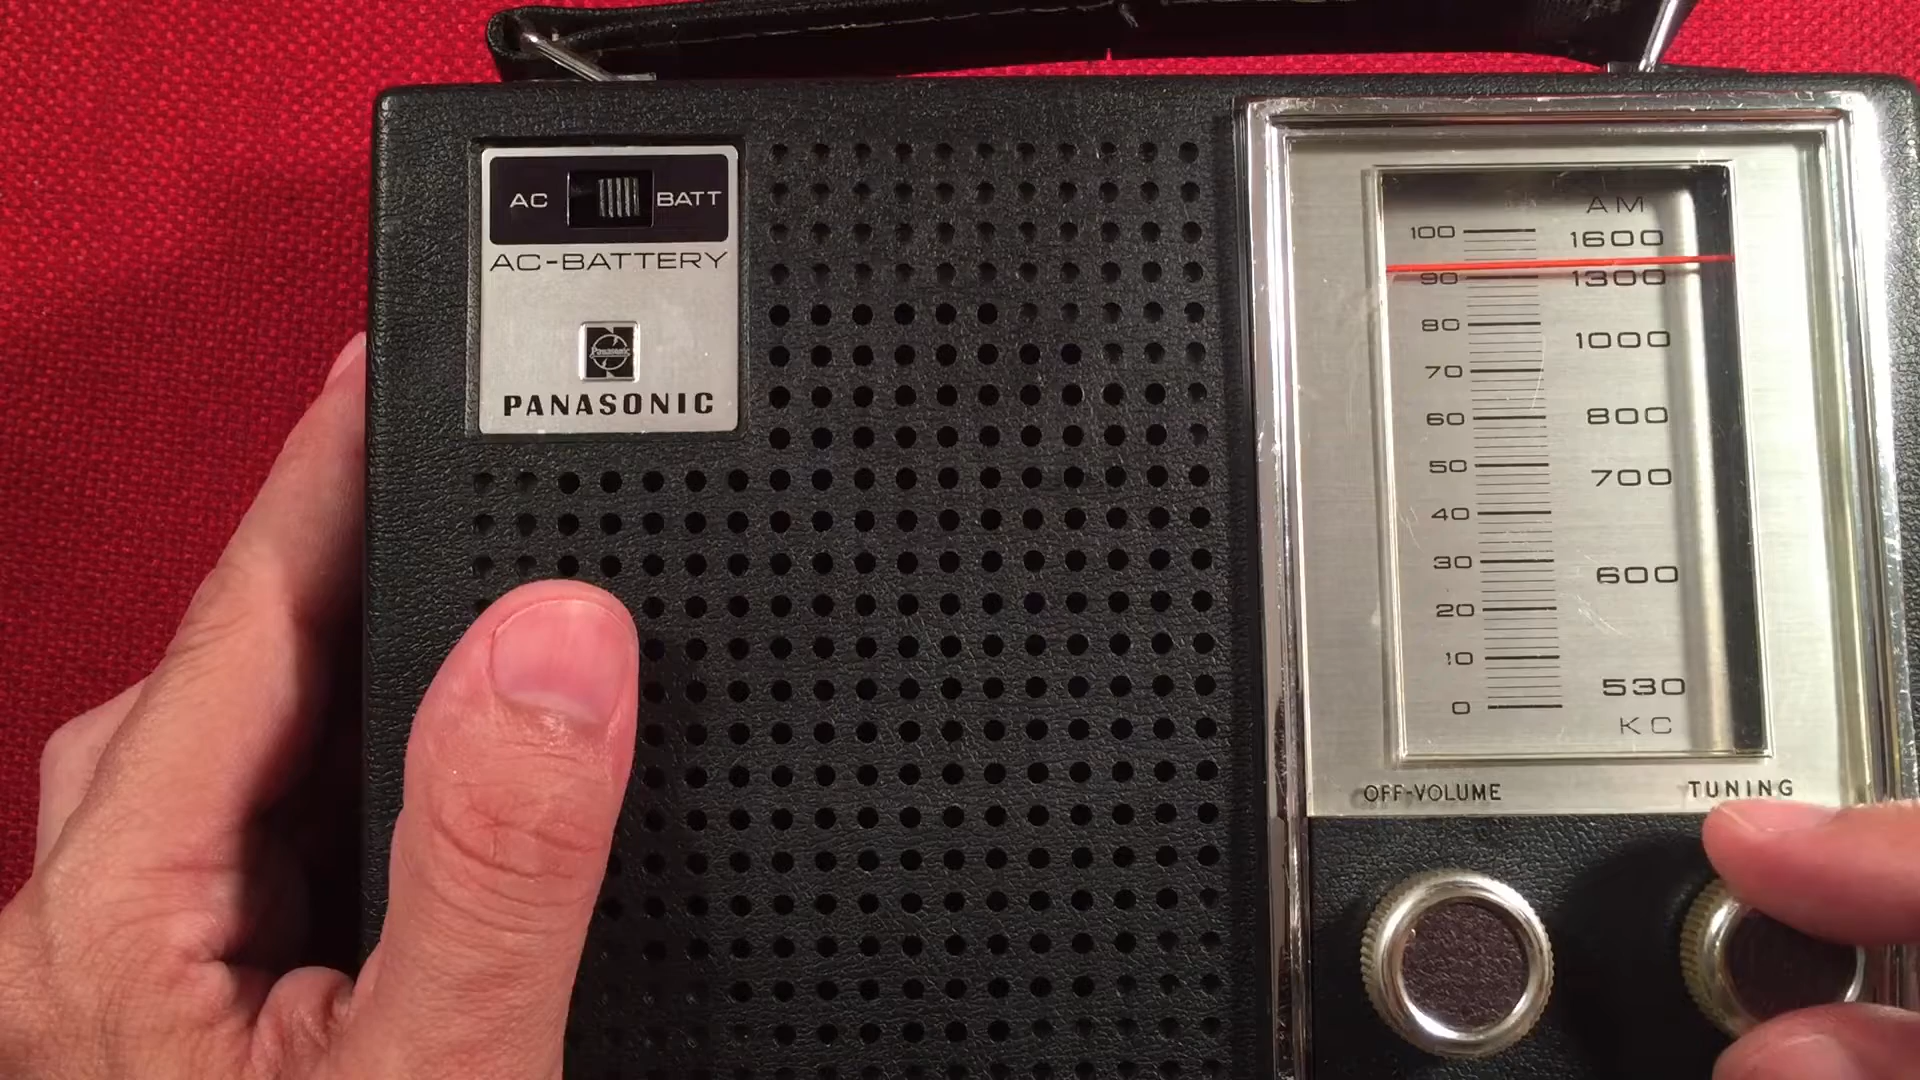 AC BATT
AC-BATTERY
Panasonic
PANASONIC
AM
100 1600
90 1300
80 1000
70
60 800
50 700
40
30 600
20
10 530
0 KC
OFF-VOLUME TUNING